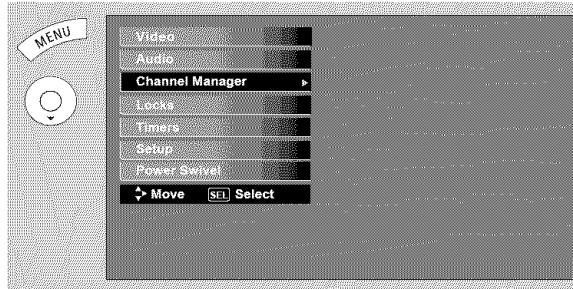 MENU
Video
Audio
Channel Manager
Locks
Timers
Setup
Power Swivel
Move SEL Select